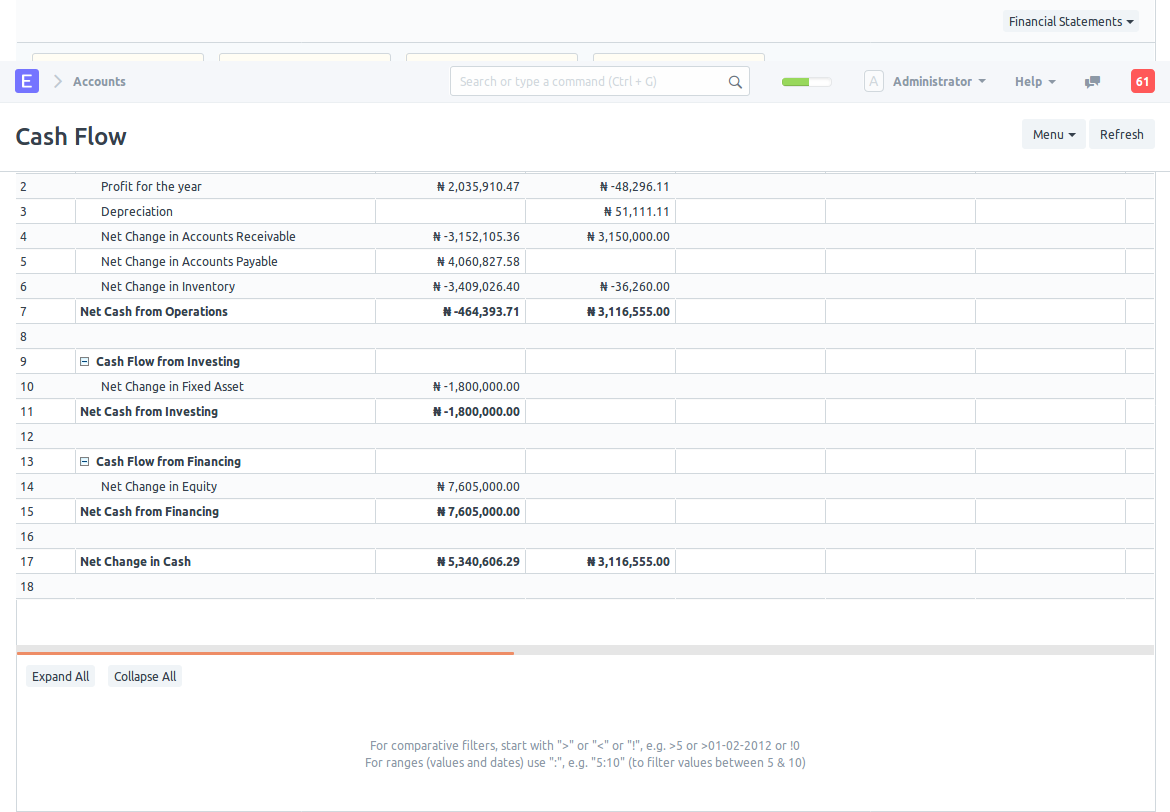 Financial Statements
E Accounts Search or type a command (Ctrl + G) A Administrator Help 61
Cash Flow Menu Refresh
2 Profit for the year ₦ 2,035,910.47 ₦ -48,296.11
3 Depreciation ₦ 51,111.11
4 Net Change in Accounts Receivable ₦ -3,152,105.36 ₦ 3,150,000.00
5 Net Change in Accounts Payable ₦ 4,060,827.58
6 Net Change in Inventory ₦ -3,409,026.40 ₦ -36,260.00
7 Net Cash from Operations ₦ -464,393.71 ₦ 3,116,555.00
8
9 Cash Flow from Investing
10 Net Change in Fixed Asset ₦ -1,800,000.00
11 Net Cash from Investing ₦ -1,800,000.00
12
13 Cash Flow from Financing
14 Net Change in Equity ₦ 7,605,000.00
15 Net Cash from Financing ₦ 7,605,000.00
16
17 Net Change in Cash ₦ 5,340,606.29 ₦ 3,116,555.00
18
Expand All Collapse All
For comparative filters, start with ">" or "<" or "!", e.g. >5 or >01-02-2012 or !0
For ranges (values and dates) use ":", e.g. "5:10" (to filter values between 5 & 10)